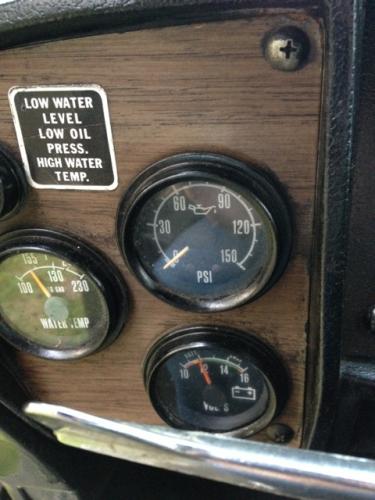 LOW WATER
LEVEL
LOW OIL
PRESS.
HIGH WATER
TEMP.
60 90
30 120
0 150
PSI
155
130
100 230
WATER TEMP
10 12 14 16
VOLTS